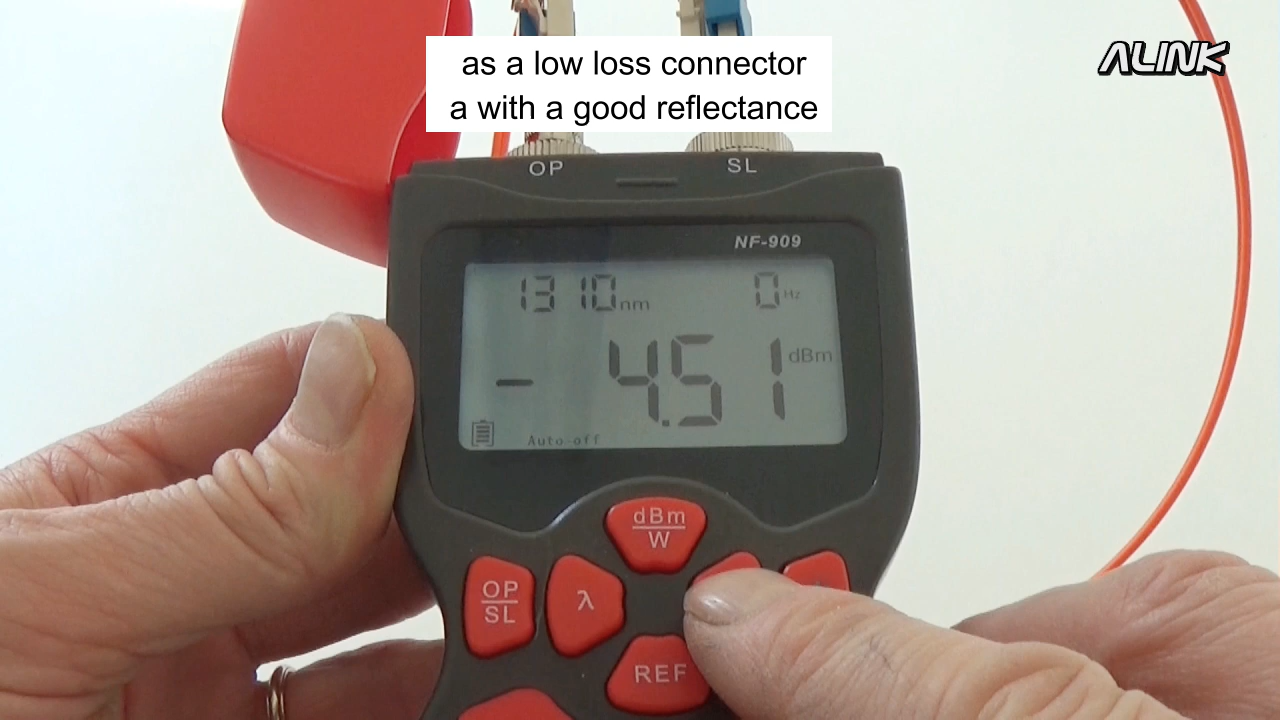 as a low loss connector
a with a good reflectance
ALINK
OP
SL
NF-909
1310nm
0Hz
- 4.51 dBm
Auto-off
dBm
W
OP
SL
λ
REF